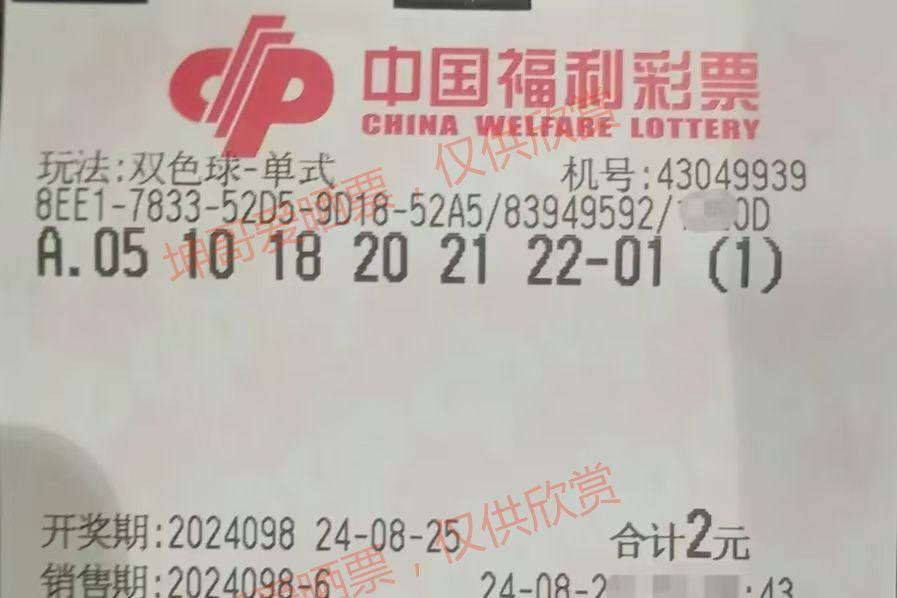 中国福利彩票
CHINA WELFARE LOTTERY
玩法:双色球-单式 机号:43049939
8EE1-7833-52D5-9D18-52A5/83949592/1 0D
A.05 10 18 20 21 22-01 (1)
开奖期:2024098 24-08-25 合计2元
销售期:2024098-6 24-08-2 :43
坤哥爱晒票，仅供欣赏
晒票，仅供欣赏